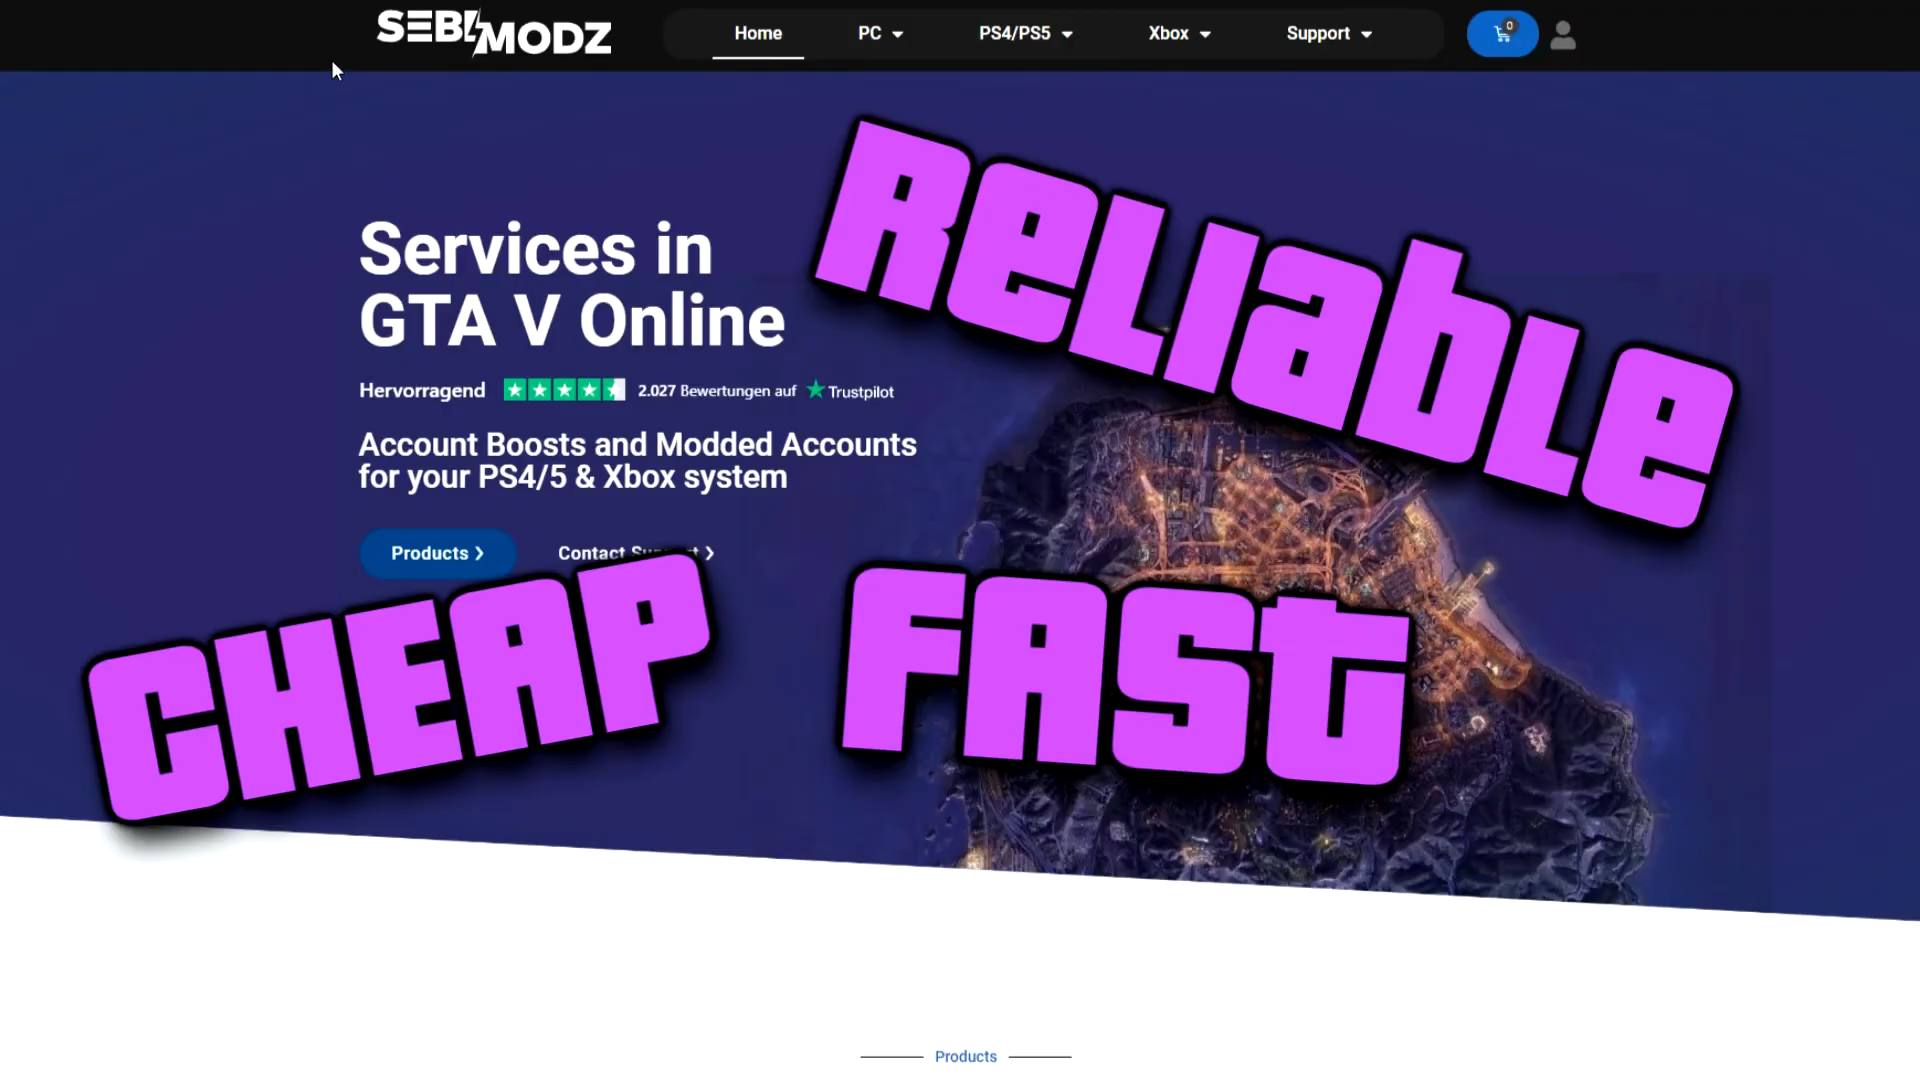 SEBI MODZ
Home
PC
PS4/PS5
Xbox
Support
0
Services in
GTA V Online
Hervorragend
2.027 Bewertungen auf
Trustpilot
Account Boosts and Modded Accounts
for your PS4/5 & Xbox system
Products
Contact
Reliable
CHEAP
FAST
Products